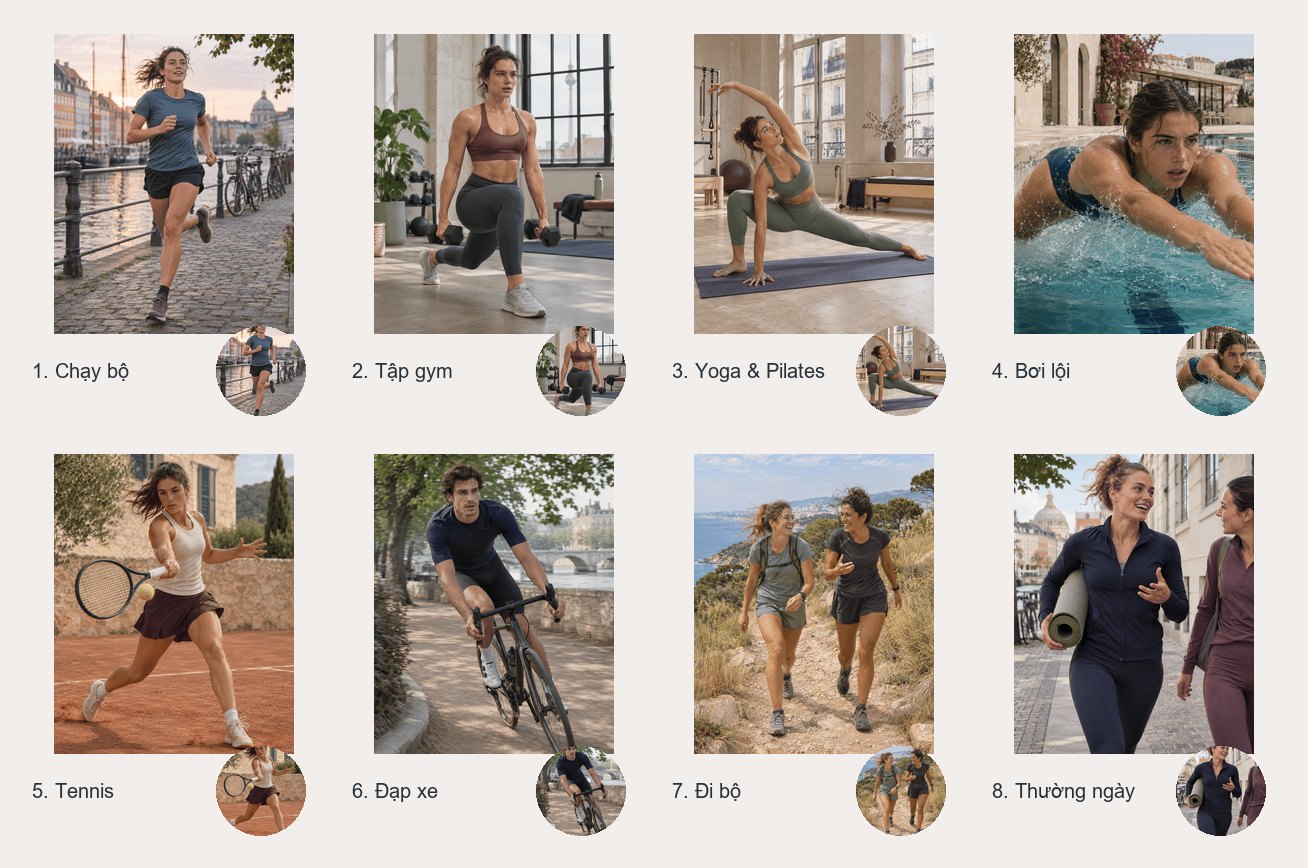 1. Chạy bộ
2. Tập gym
3. Yoga & Pilates
4. Bơi lội
5. Tennis
6. Đạp xe
7. Đi bộ
8. Thường ngày